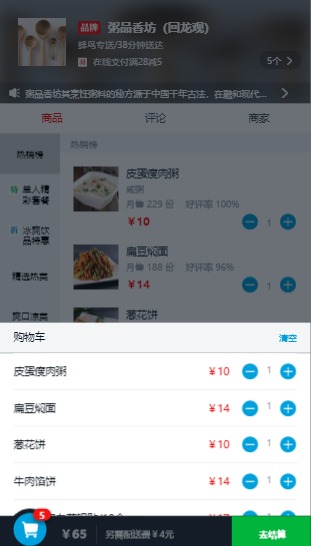 品牌 粥品香坊（回龙观）
蜂鸟专送/38分钟送达
减 在线支付满28减5
5个 >
粥品香坊其烹饪粥料的秘方源于中国千年古法，在融和现代...
商品 评论 商家
热销榜
特 单人精彩套餐
折 冰爽饮品特惠
精选热菜
爽口凉菜
热销榜
皮蛋瘦肉粥
咸粥
月售 229 份 好评率 100%
￥10 1
扁豆焖面
月售 188 份 好评率 96%
￥14 1
葱花饼
购物车 清空
皮蛋瘦肉粥 ￥10 1
扁豆焖面 ￥14 1
葱花饼 ￥10 1
牛肉馅饼 ￥14 1
5
￥65 另需配送费￥4元 去结算